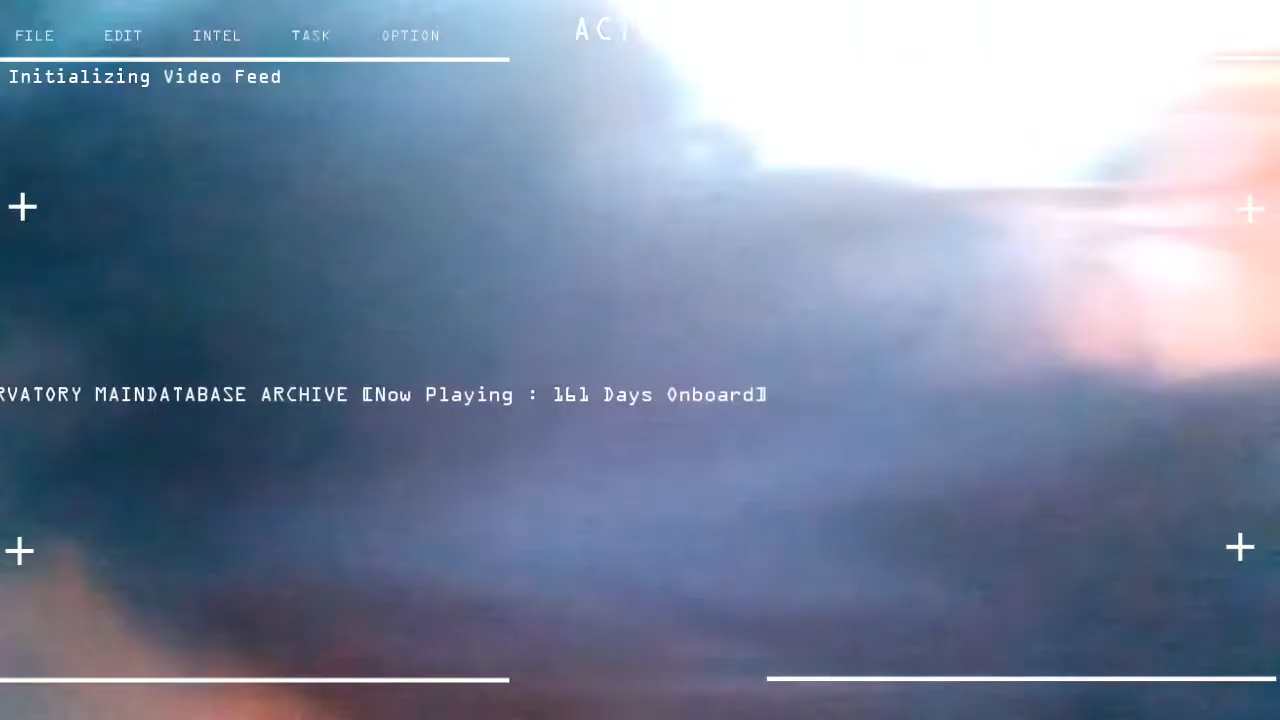 FILE EDIT INTEL TASK OPTION
Initializing Video Feed
RVATORY MAINDATABASE ARCHIVE [Now Playing : 161 Days Onboard]